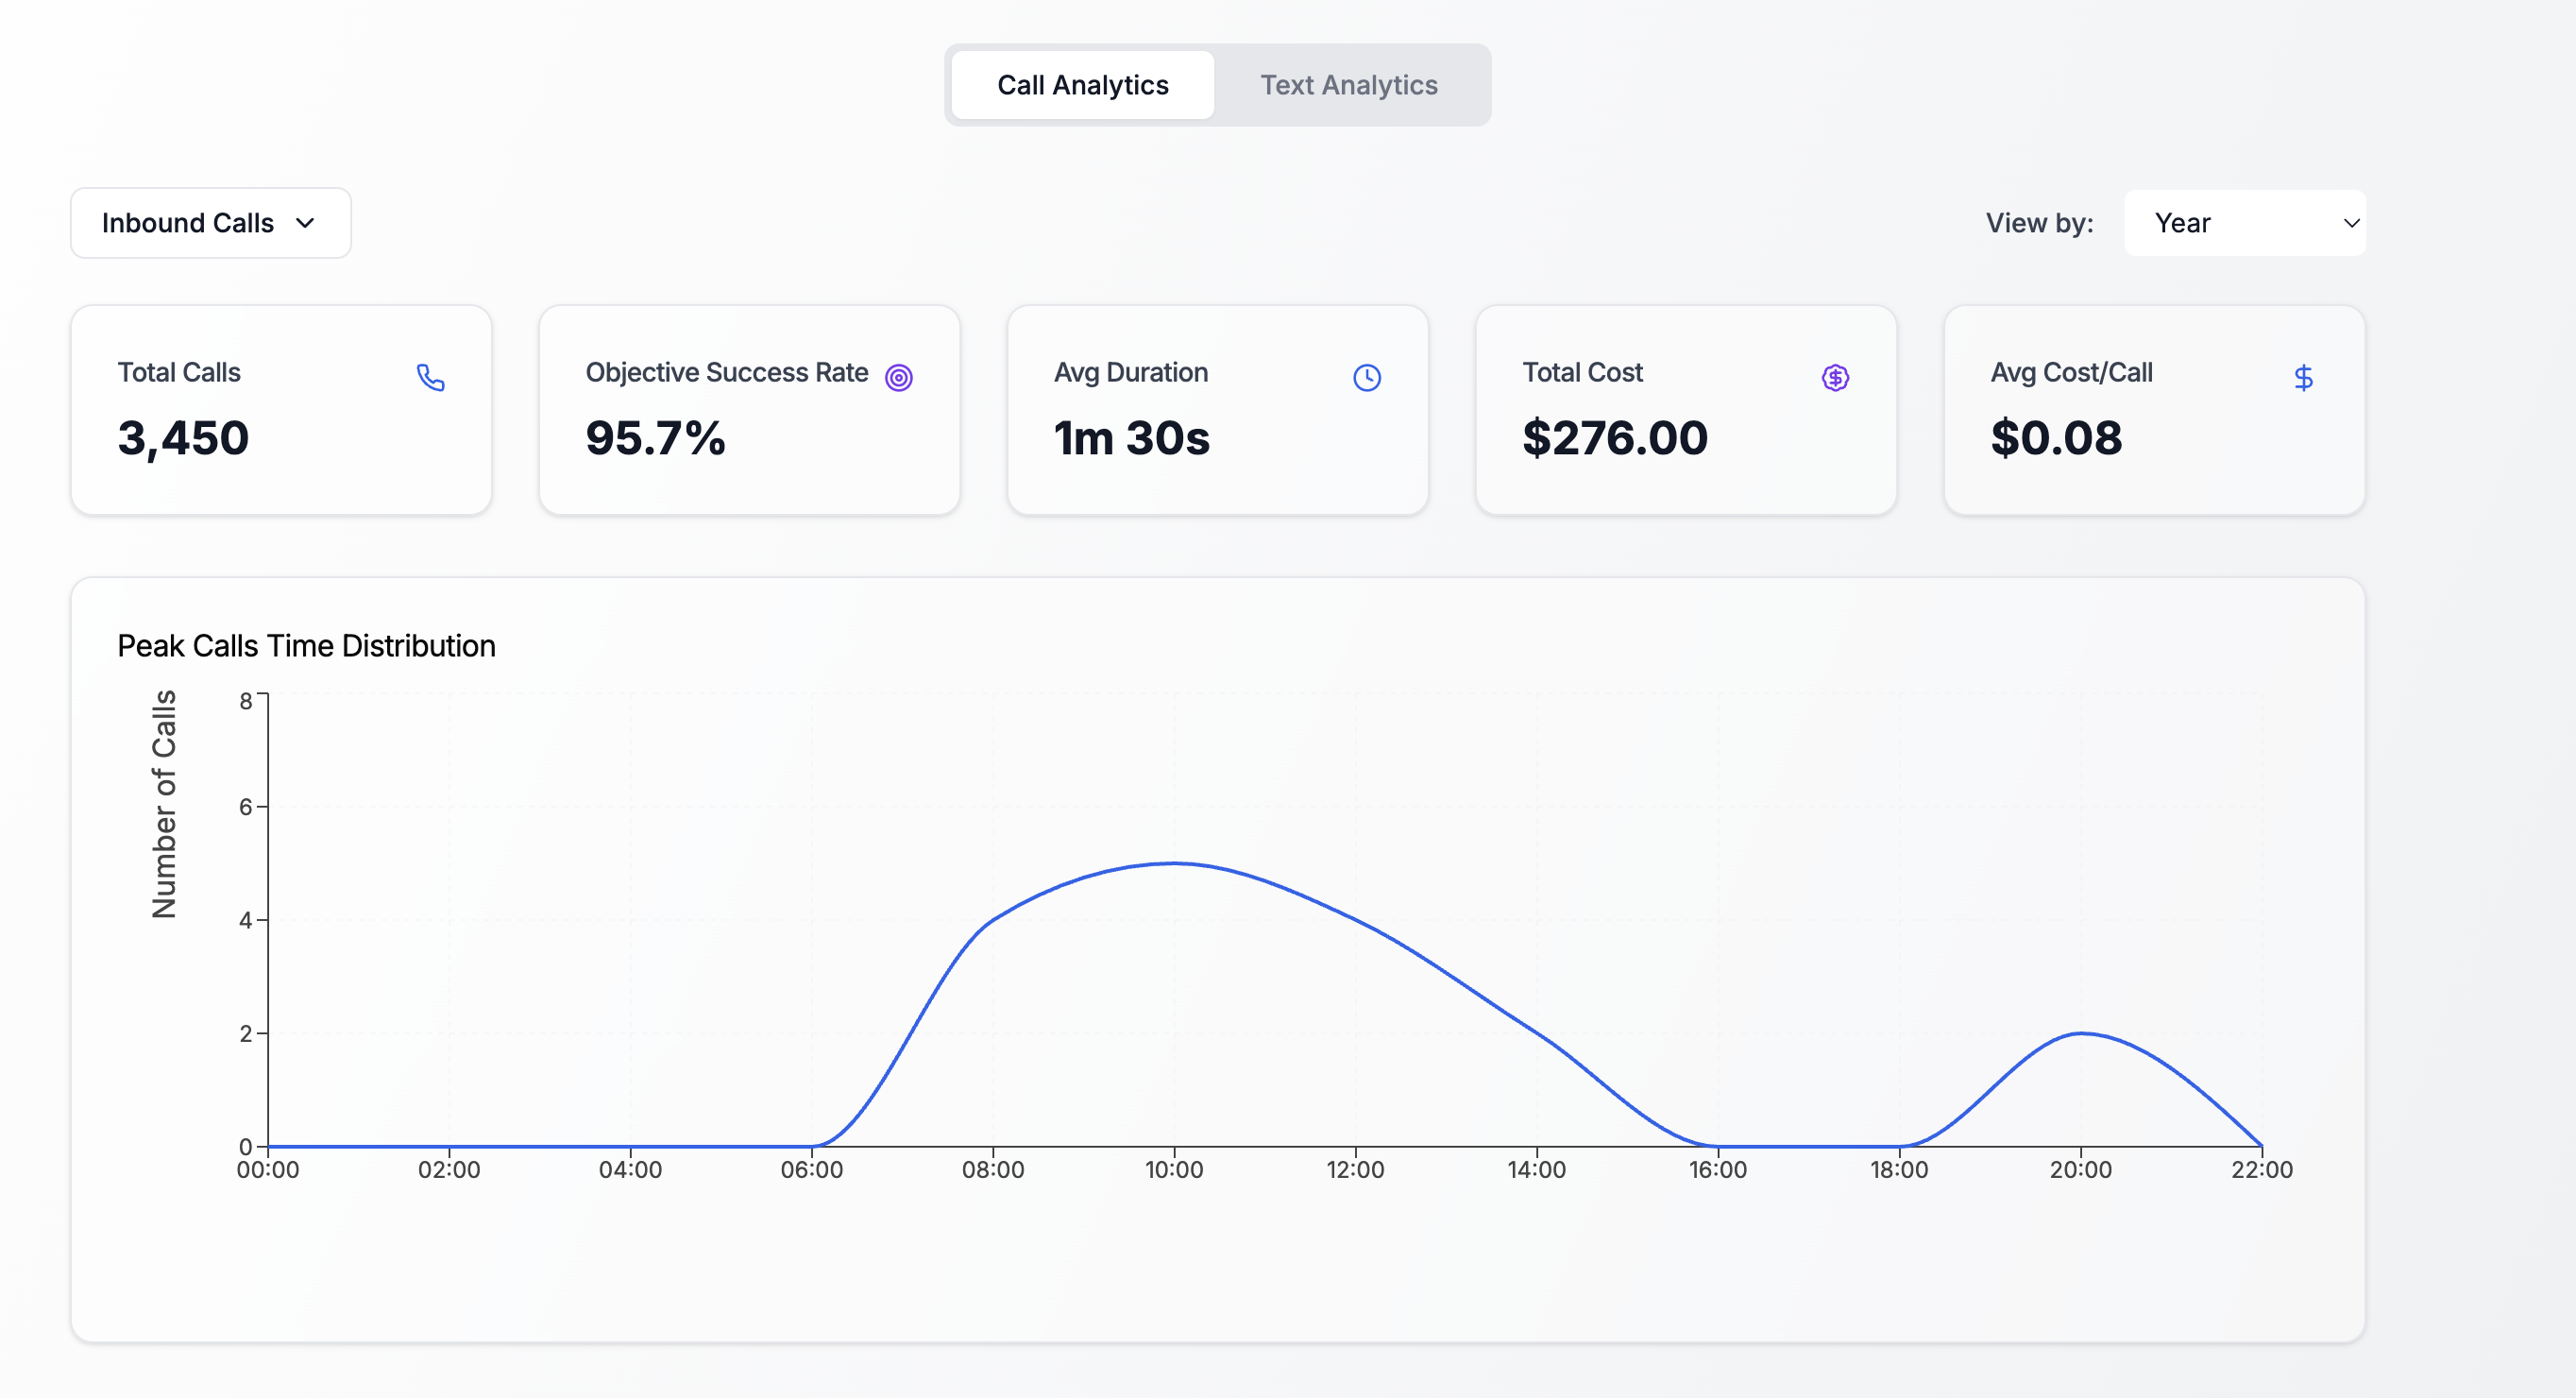 Call Analytics
Text Analytics
Inbound Calls
View by:
Year
Total Calls
3,450
Objective Success Rate
95.7%
Avg Duration
1m 30s
Total Cost
$276.00
Avg Cost/Call
$0.08
Peak Calls Time Distribution
Number of Calls
8
6
4
2
0
00:00 02:00 04:00 06:00 08:00 10:00 12:00 14:00 16:00 18:00 20:00 22:00